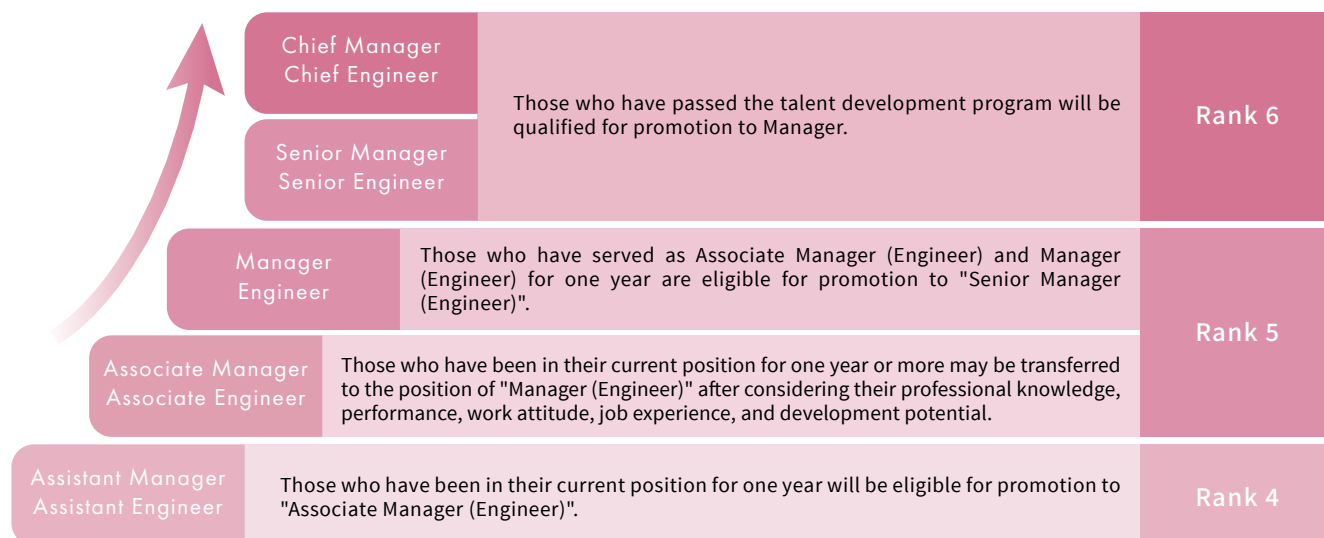 Chief Manager
Chief Engineer
Those who have passed the talent development program will be
qualified for promotion to Manager.
Rank 6
Senior Manager
Senior Engineer
Manager
Engineer
Those who have served as Associate Manager (Engineer) and Manager
(Engineer) for one year are eligible for promotion to "Senior Manager
(Engineer)".
Rank 5
Associate Manager
Associate Engineer
Those who have been in their current position for one year or more may be transferred
to the position of "Manager (Engineer)" after considering their professional knowledge,
performance, work attitude, job experience, and development potential.
Assistant Manager
Assistant Engineer
Those who have been in their current position for one year will be eligible for promotion to
"Associate Manager (Engineer)".
Rank 4